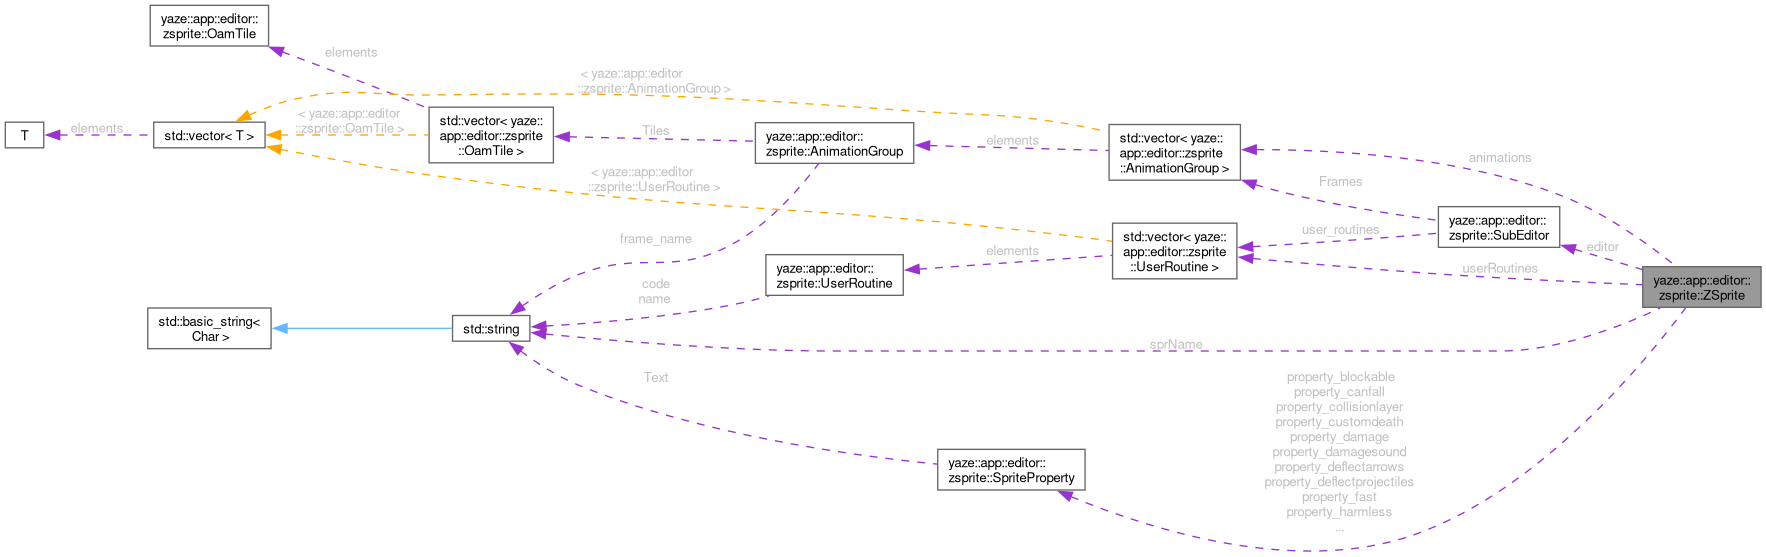 yaze::app::editor::
zsprite::OamTile
elements
< yaze::app::editor
::zsprite::AnimationGroup >
T
elements
std::vector< T >
< yaze::app::editor
::zsprite::OamTile >
std::vector< yaze::
app::editor::zsprite
::OamTile >
Tiles
yaze::app::editor::
zsprite::AnimationGroup
elements
std::vector< yaze::
app::editor::zsprite
::AnimationGroup >
animations
Frames
< yaze::app::editor
::zsprite::UserRoutine >
yaze::app::editor::
zsprite::SubEditor
user_routines
editor
frame_name
elements
std::vector< yaze::
app::editor::zsprite
::UserRoutine >
userRoutines
yaze::app::editor::
zsprite::ZSprite
yaze::app::editor::
zsprite::UserRoutine
code
name
std::basic_string<
Char >
std::string
sprName
Text
property_blockable
property_canfall
property_collisionlayer
property_customdeath
property_damage
property_damagesound
property_deflectarrows
property_deflectprojectiles
property_fast
property_harmless
...
yaze::app::editor::
zsprite::SpriteProperty